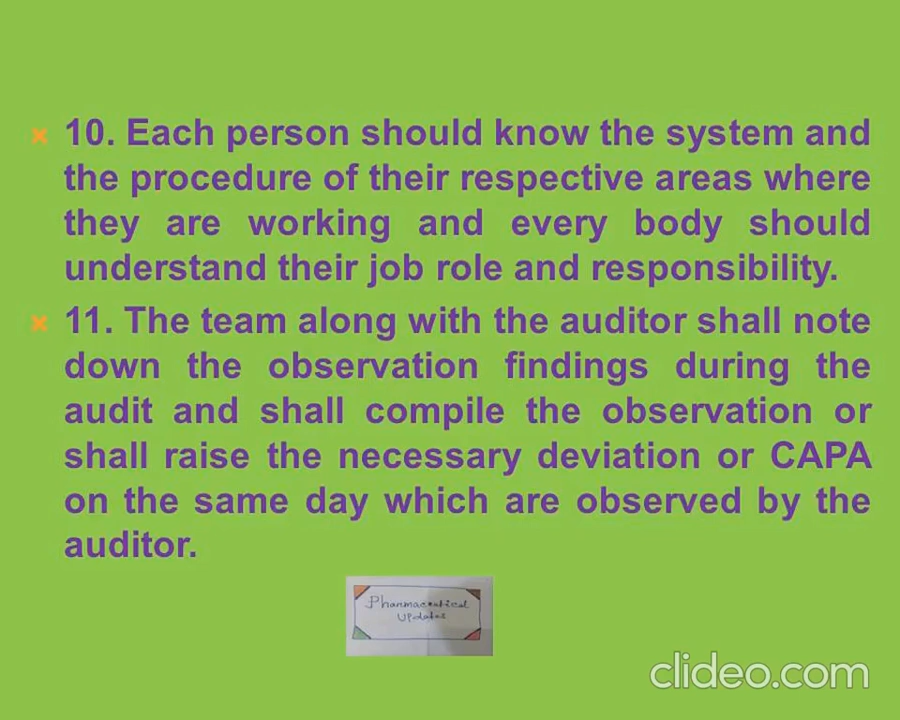 10. Each person should know the system and
the procedure of their respective areas where
they are working and every body should
understand their job role and responsibility.
11. The team along with the auditor shall note
down the observation findings during the
audit and shall compile the observation or
shall raise the necessary deviation or CAPA
on the same day which are observed by the
auditor.
Pharmaceutical
Updates
clideo.com